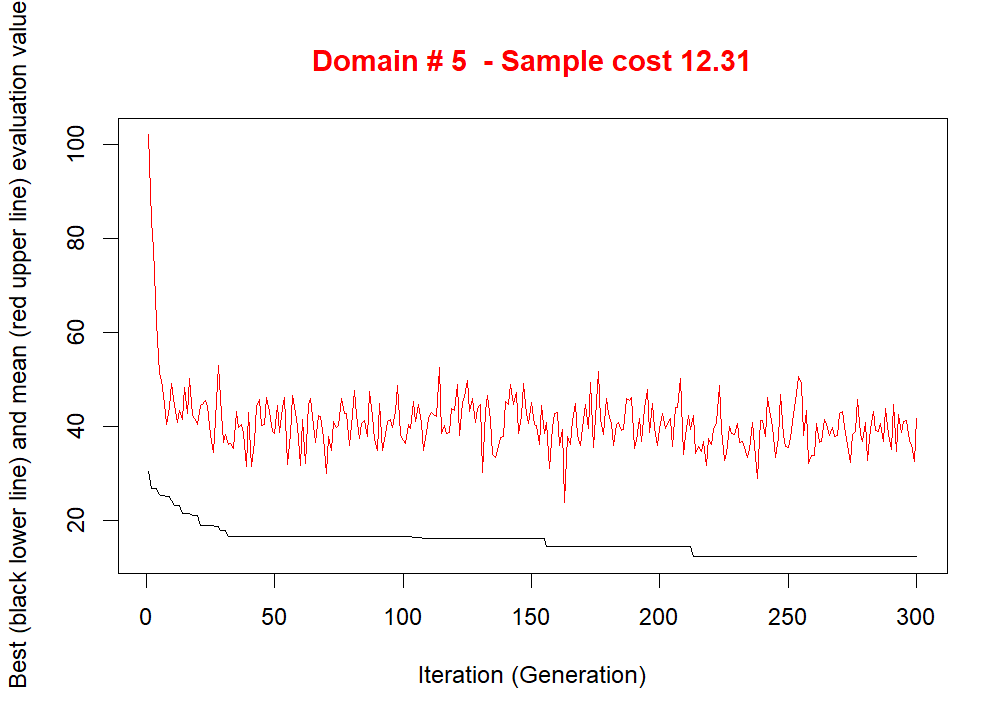 Domain # 5  - Sample cost 12.31
Best (black lower line) and mean (red upper line) evaluation value
100
80
60
40
20
0 50 100 150 200 250 300
Iteration (Generation)